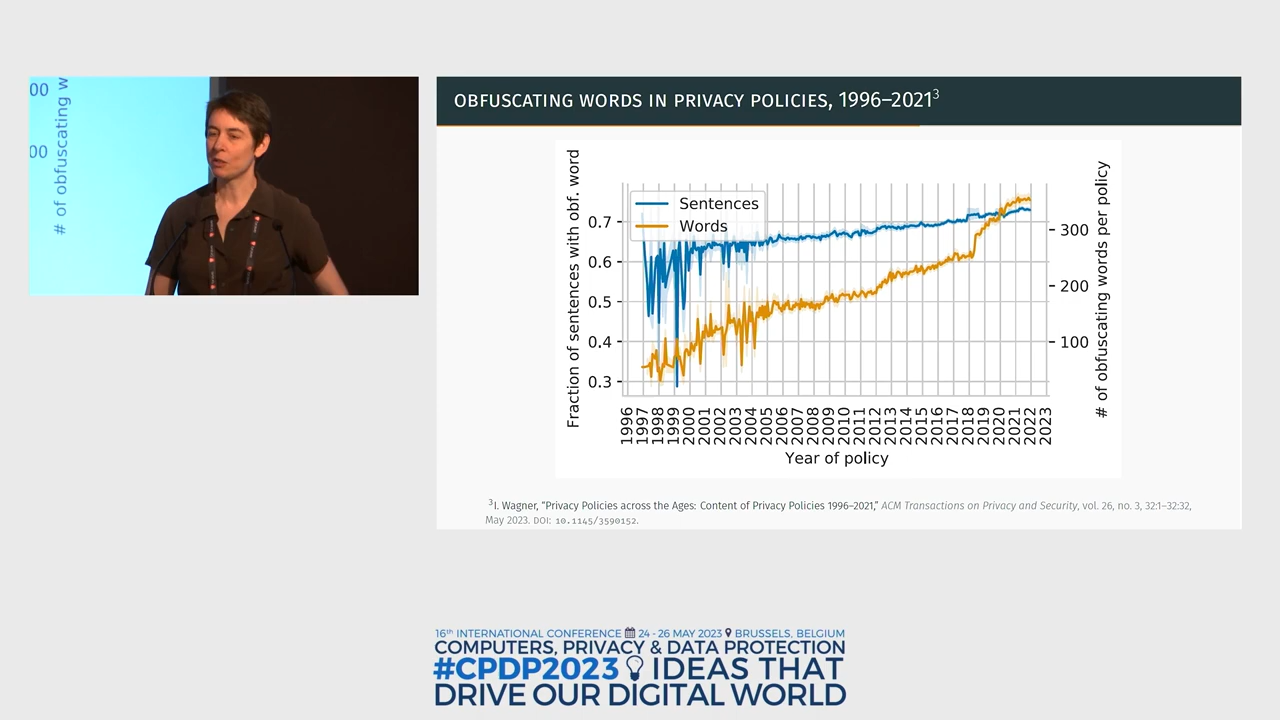 00
00
# of obfuscating w
OBFUSCATING WORDS IN PRIVACY POLICIES, 1996–2021³
Fraction of sentences with obf. word
0.7
0.6
0.5
0.4
0.3
Sentences
Words
300
200
100
# of obfuscating words per policy
1996 1997 1998 1999 2000 2001 2002 2003 2004 2005 2006 2007 2008 2009 2010 2011 2012 2013 2014 2015 2016 2017 2018 2019 2020 2021 2022 2023
Year of policy
³I. Wagner, “Privacy Policies across the Ages: Content of Privacy Policies 1996–2021,” ACM Transactions on Privacy and Security, vol. 26, no. 3, 32:1–32:32,
May 2023. DOI: 10.1145/3590152.
16th INTERNATIONAL CONFERENCE 24 - 26 MAY 2023 BRUSSELS, BELGIUM
COMPUTERS, PRIVACY & DATA PROTECTION
#CPDP2023 IDEAS THAT
DRIVE OUR DIGITAL WORLD